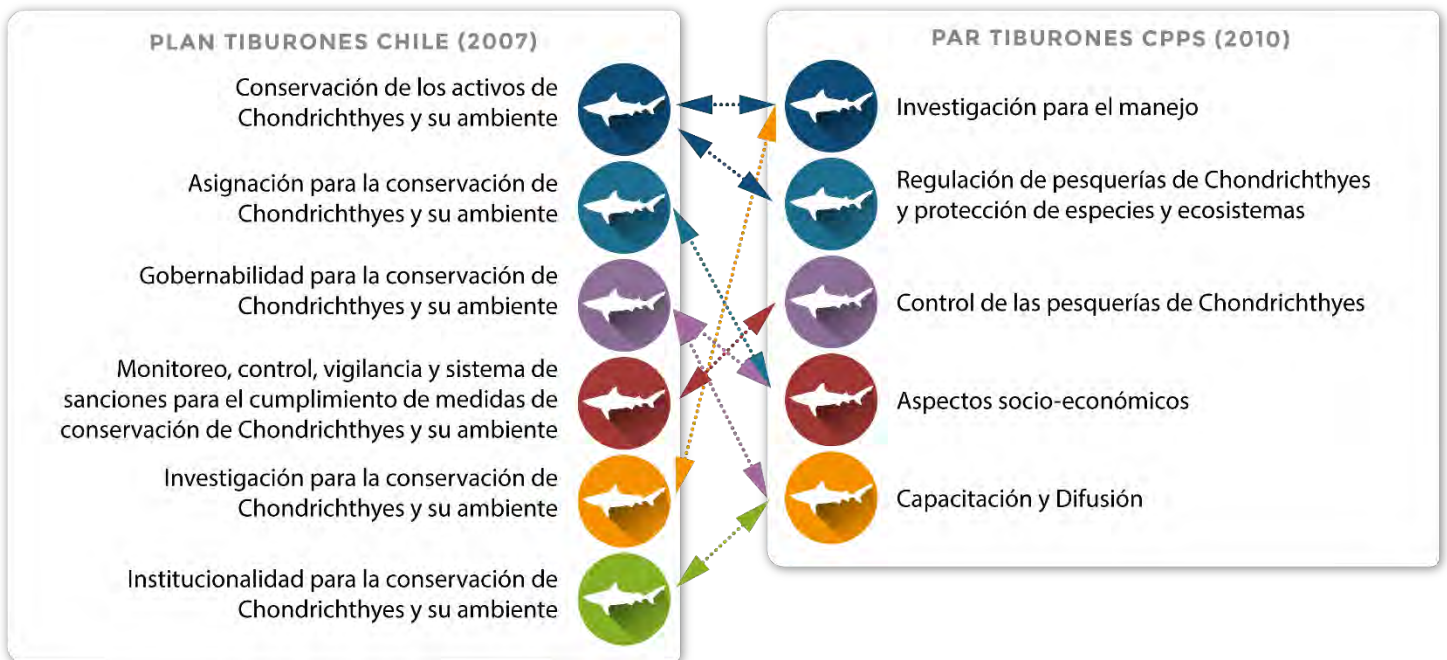 PLAN TIBURONES CHILE (2007)
Conservación de los activos de
Chondrichthyes y su ambiente
Asignación para la conservación de
Chondrichthyes y su ambiente
Gobernabilidad para la conservación de
Chondrichthyes y su ambiente
Monitoreo, control, vigilancia y sistema de
sanciones para el cumplimiento de medidas de
conservación de Chondrichthyes y su ambiente
Investigación para la conservación de
Chondrichthyes y su ambiente
Institucionalidad para la conservación de
Chondrichthyes y su ambiente
PAR TIBURONES CPPS (2010)
Investigación para el manejo
Regulación de pesquerías de Chondrichthyes
y protección de especies y ecosistemas
Control de las pesquerías de Chondrichthyes
Aspectos socio-económicos
Capacitación y Difusión